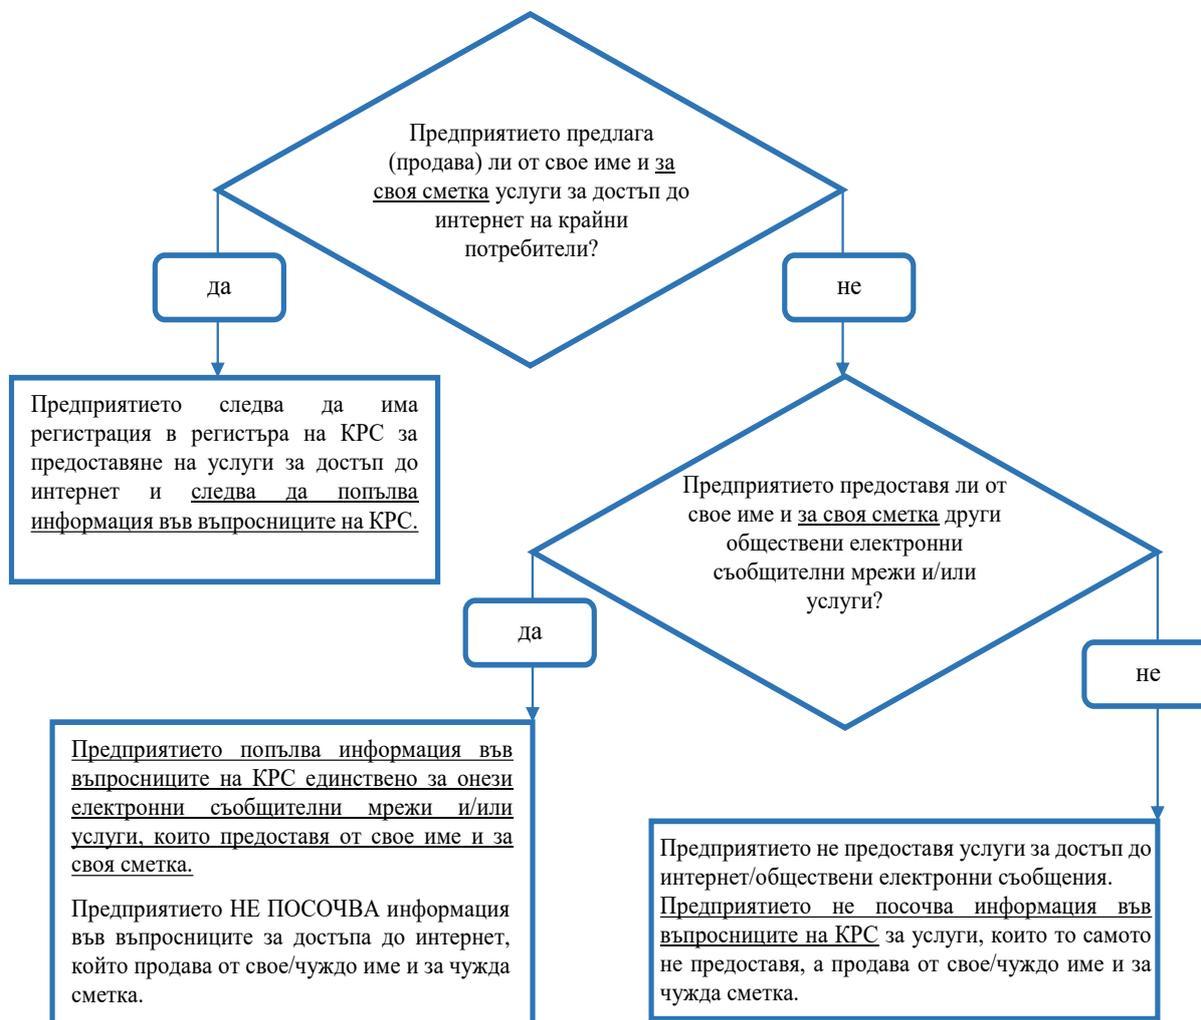 Предприятието предлага
(продава) ли от свое име и за
своя сметка услуги за достъп до
интернет на крайни
потребители?
да
не
Предприятието следва да има
регистрация в регистъра на КРС за
предоставяне на услуги за достъп до
интернет и следва да попълва
информация във въпросниците на КРС.
Предприятието предоставя ли от
свое име и за своя сметка други
обществени електронни
съобщителни мрежи и/или
услуги?
да
не
Предприятието попълва информация във
въпросниците на КРС единствено за онези
електронни съобщителни мрежи и/или
услуги, които предоставя от свое име и за
своя сметка.
Предприятието НЕ ПОСОЧВА информация
във въпросниците за достъпа до интернет,
който продава от свое/чуждо име и за чужда
сметка.
Предприятието не предоставя услуги за достъп до
интернет/обществени електронни съобщения.
Предприятието не посочва информация във
въпросниците на КРС за услуги, които то самото
не предоставя, а продава от свое/чуждо име и за
чужда сметка.